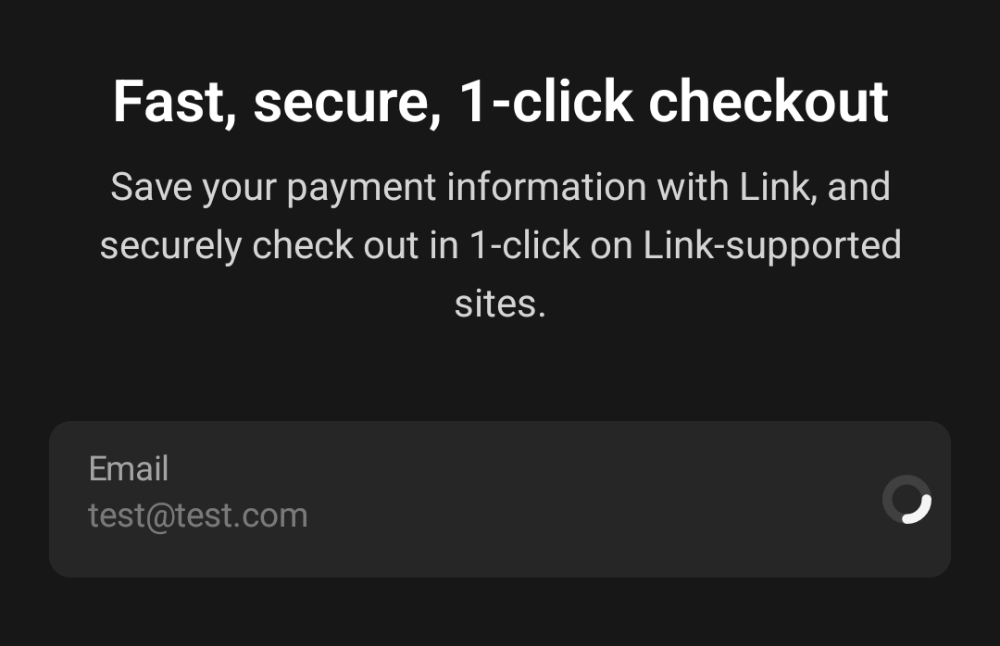 Fast, secure, 1-click checkout
Save your payment information with Link, and
securely check out in 1-click on Link-supported
sites.
Email
test@test.com